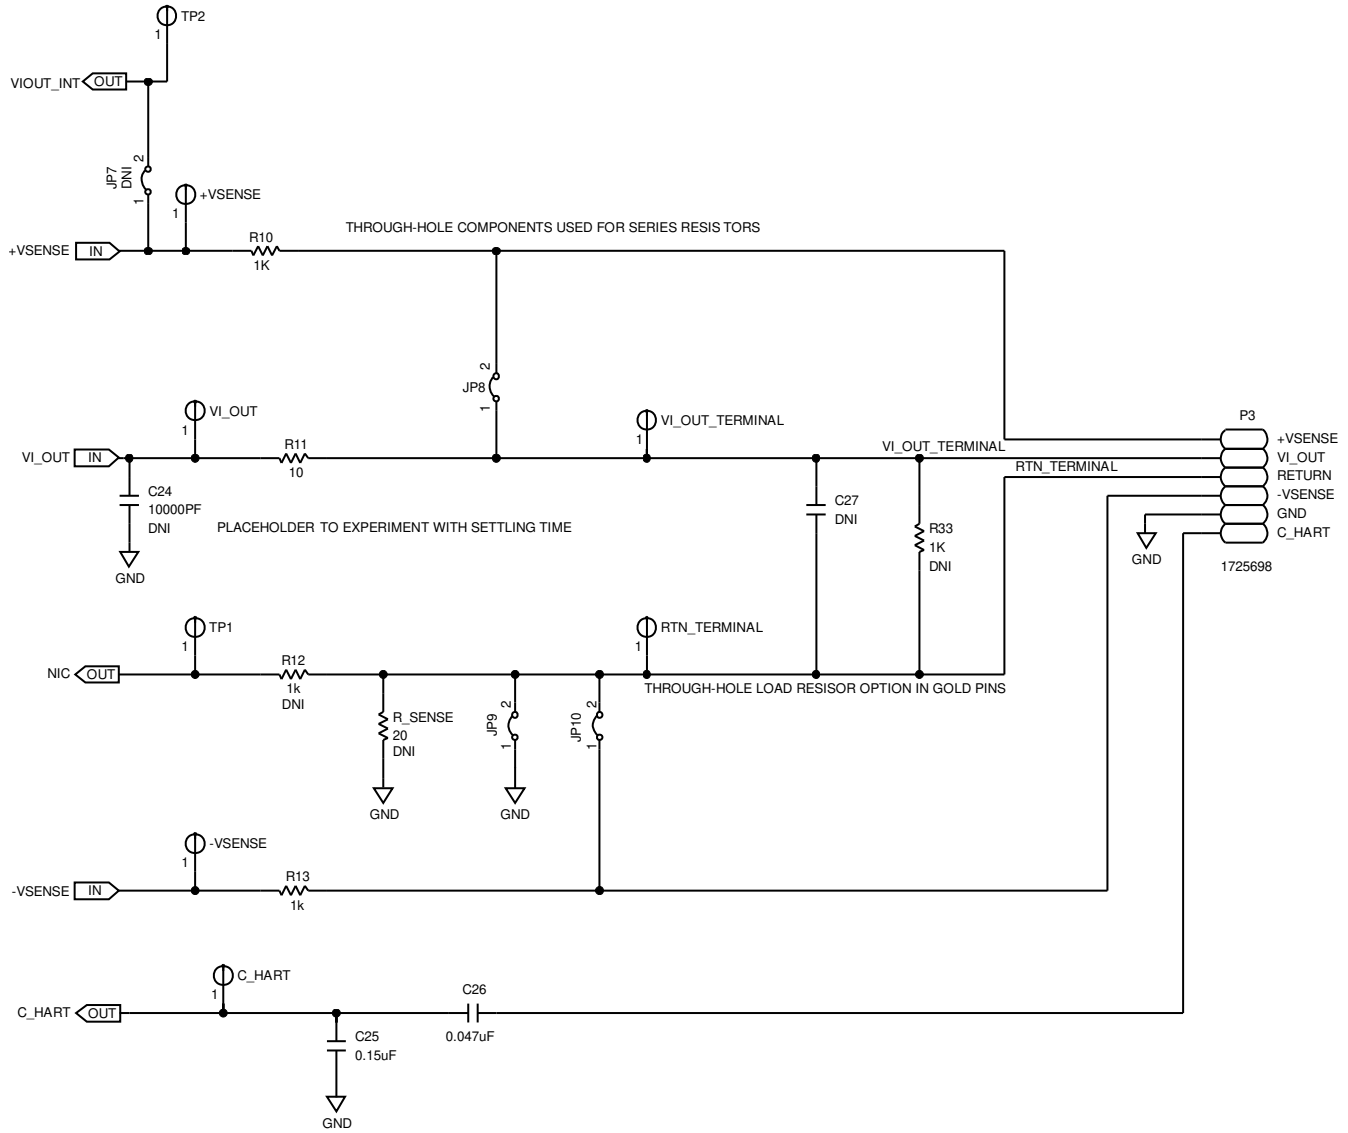 TP2
1
VIOUT_INT OUT
JP7
DNI
2
1
+VSENSE
1
+VSENSE IN
R10
1K
THROUGH-HOLE COMPONENTS USED FOR SERIES RESIS TORS
2
JP8
1
VI_OUT
1
VI_OUT IN
R11
10
VI_OUT_TERMINAL
1
VI_OUT_TERMINAL
RTN_TERMINAL
P3
+VSENSE
VI_OUT
RETURN
-VSENSE
GND
C_HART
1725698
GND
C24
10000PF
DNI
GND
PLACEHOLDER TO EXPERIMENT WITH SETTLING TIME
C27
DNI
R33
1K
DNI
TP1
1
NIC OUT
R12
1k
DNI
RTN_TERMINAL
1
THROUGH-HOLE LOAD RESISOR OPTION IN GOLD PINS
R_SENSE
20
DNI
GND
JP9
2
1
GND
JP10
2
1
-VSENSE
1
-VSENSE IN
R13
1k
C_HART
1
C_HART OUT
C26
0.047uF
C25
0.15uF
GND